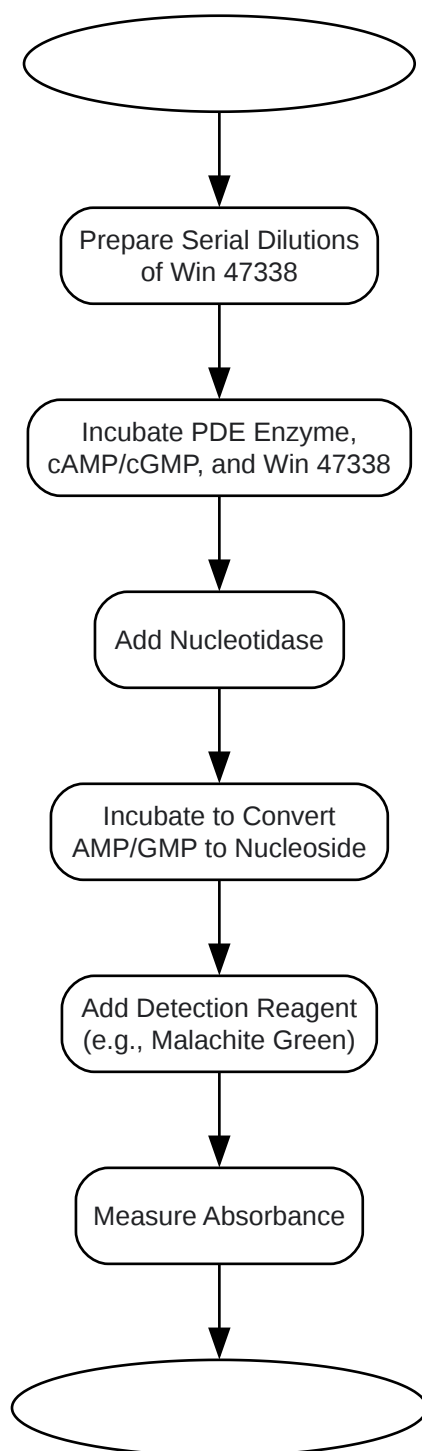 Prepare Serial Dilutions
of Win 47338
Incubate PDE Enzyme,
cAMP/cGMP, and Win 47338
Add Nucleotidase
Incubate to Convert
AMP/GMP to Nucleoside
Add Detection Reagent
(e.g., Malachite Green)
Measure Absorbance